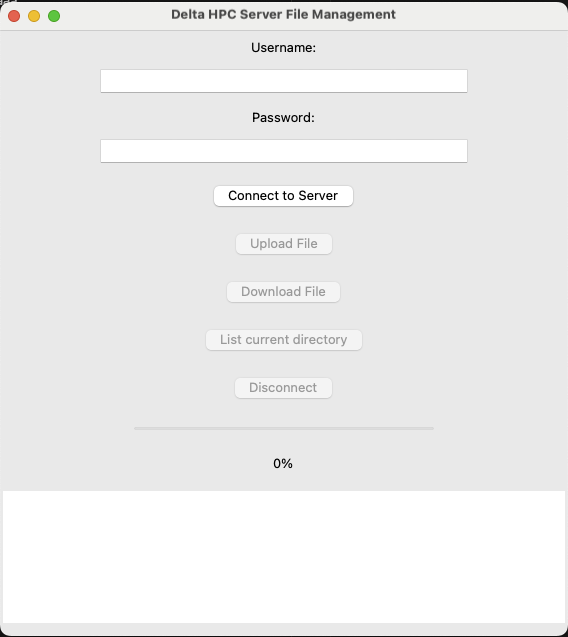 Delta HPC Server File Management
Username:
Password:
Connect to Server
Upload File
Download File
List current directory
Disconnect
0%